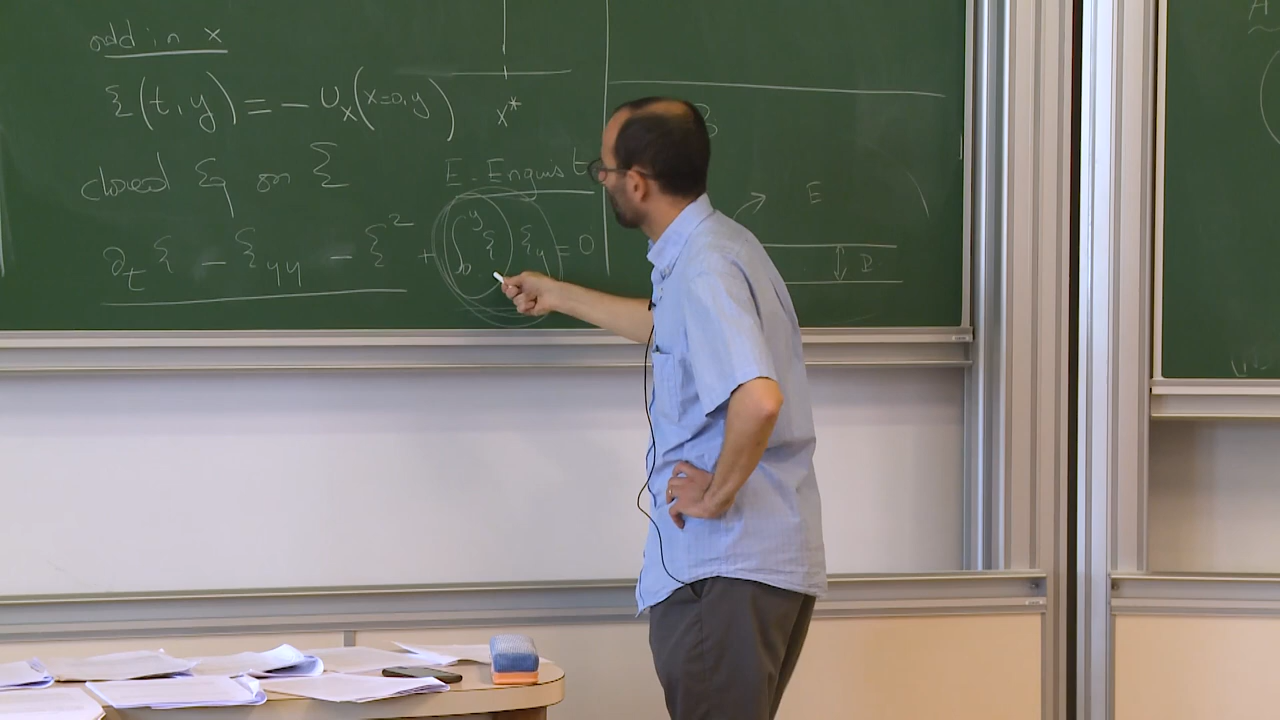 odd in x
ξ(t,y) = - U_x(x=0,y)
x*
closed Eq on ξ
E-Enquist
∂_t ξ - ξ_yy - ξ² + ∫_0^y ξ ξ_y = 0
E